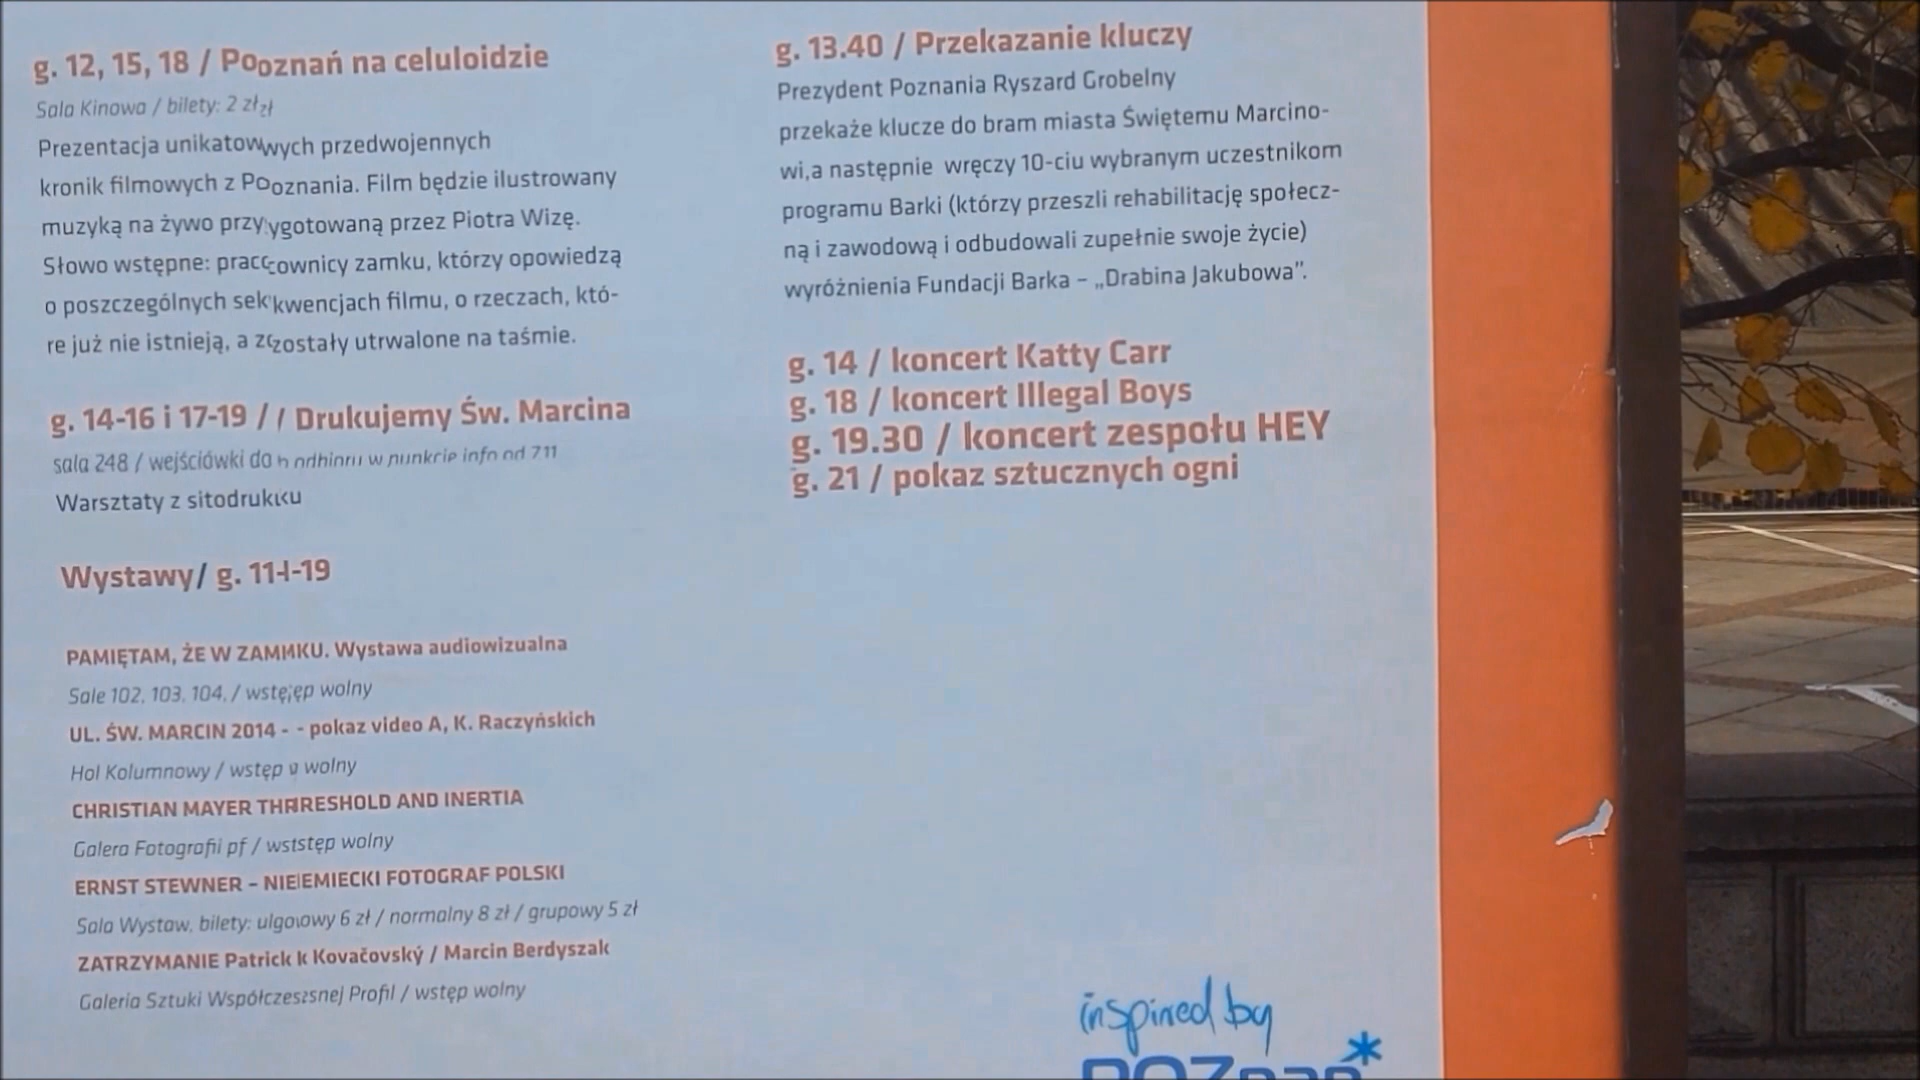 g. 12, 15, 18 / Poznań na celuloidzie
Sala Kinowa / bilety: 2 zł
Prezentacja unikatowych przedwojennych
kronik filmowych z Poznania. Film będzie ilustrowany
muzyką na żywo przygotowaną przez Piotra Wizę.
Słowo wstępne: pracownicy zamku, którzy opowiedzą
o poszczególnych sekwencjach filmu, o rzeczach, któ-
re już nie istnieją, a zostały utrwalone na taśmie.
g. 14-16 i 17-19 / Drukujemy Św. Marcina
sala 248 / wejściówki do odbioru w punkcie info od 7.11
Warsztaty z sitodruku
Wystawy/ g. 11-19
PAMIĘTAM, ŻE W ZAMKU. Wystawa audiowizualna
Sale 102, 103, 104, / wstęp wolny
UL. ŚW. MARCIN 2014 - pokaz video A, K. Raczyńskich
Hol Kolumnowy / wstęp wolny
CHRISTIAN MAYER THRESHOLD AND INERTIA
Galera Fotografii pf / wstęp wolny
ERNST STEWNER – NIEMIECKI FOTOGRAF POLSKI
Sala Wystaw, bilety: ulgowy 6 zł / normalny 8 zł / grupowy 5 zł
ZATRZYMANIE Patrick Kovačovský / Marcin Berdyszak
Galeria Sztuki Współczesnej Profil / wstęp wolny
g. 13.40 / Przekazanie kluczy
Prezydent Poznania Ryszard Grobelny
przekaże klucze do bram miasta Świętemu Marcino-
wi,a następnie wręczy 10-ciu wybranym uczestnikom
programu Barki (którzy przeszli rehabilitację społecz-
ną i zawodową i odbudowali zupełnie swoje życie)
wyróżnienia Fundacji Barka – „Drabina Jakubowa".
g. 14 / koncert Katty Carr
g. 18 / koncert Illegal Boys
g. 19.30 / koncert zespołu HEY
g. 21 / pokaz sztucznych ogni
inspired by
POZnan*